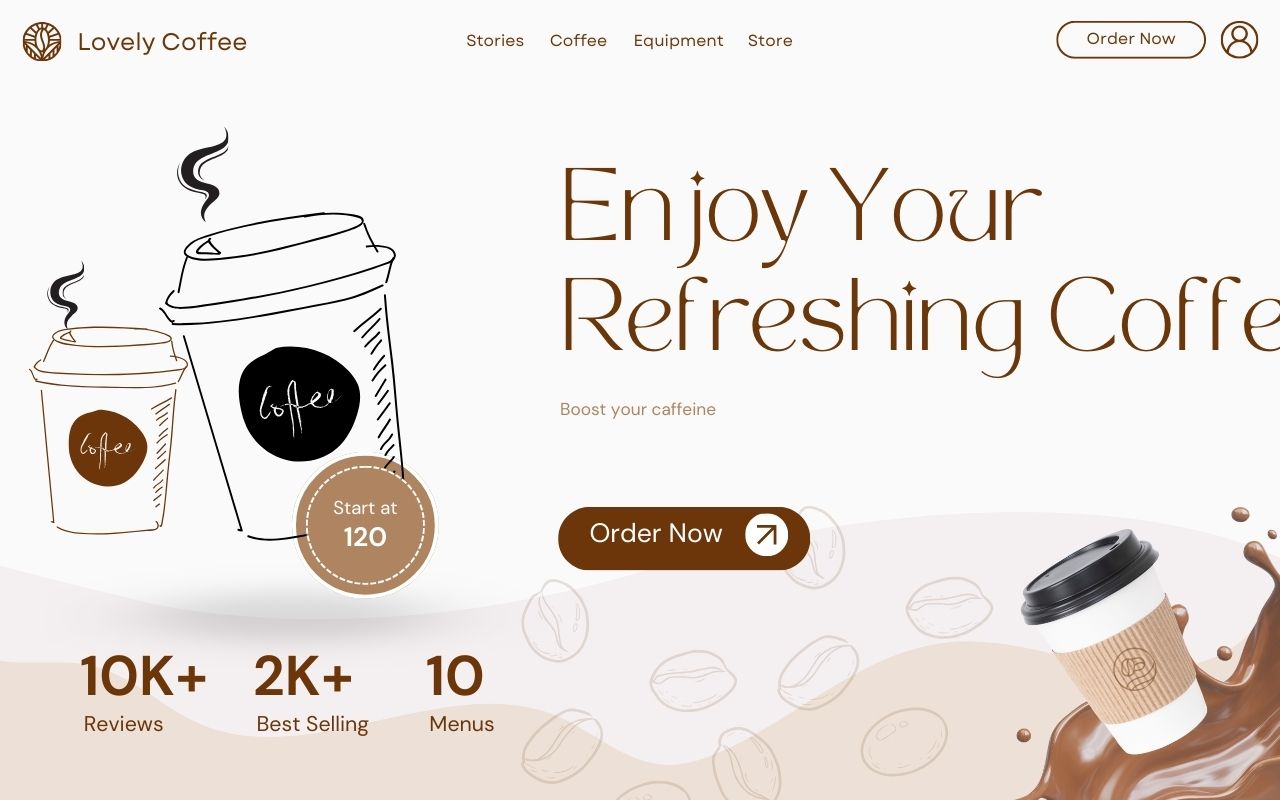 Lovely Coffee
Stories Coffee Equipment Store
Order Now
Enjoy Your
Refreshing Coffe
Boost your caffeine
Coffee
Coffee
Start at
120
Order Now
10K+ 2K+ 10
Reviews Best Selling Menus